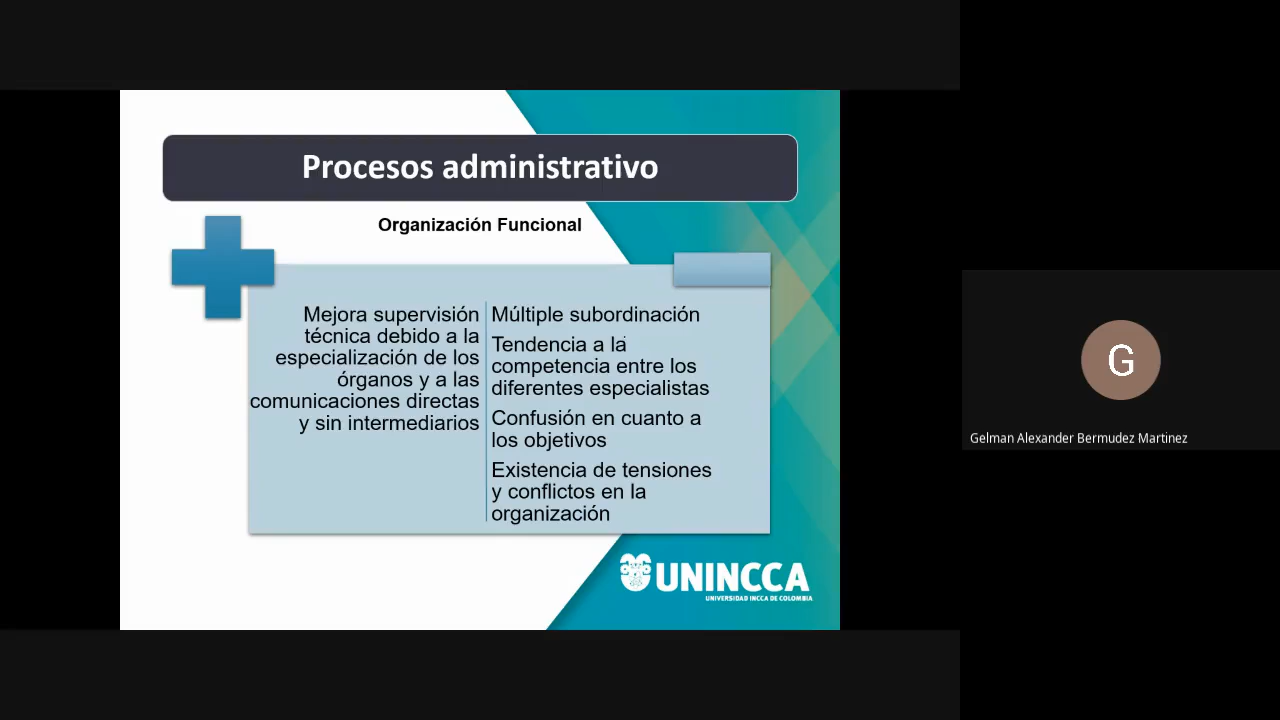 Procesos administrativo
Organización Funcional
Mejora supervisión
técnica debido a la
especialización de los
órganos y a las
comunicaciones directas
y sin intermediarios
Múltiple subordinación
Tendencia a la
competencia entre los
diferentes especialistas
Confusión en cuanto a
los objetivos
Existencia de tensiones
y conflictos en la
organización
UNINCCA
UNIVERSIDAD INCCA DE COLOMBIA
G
Gelman Alexander Bermudez Martinez